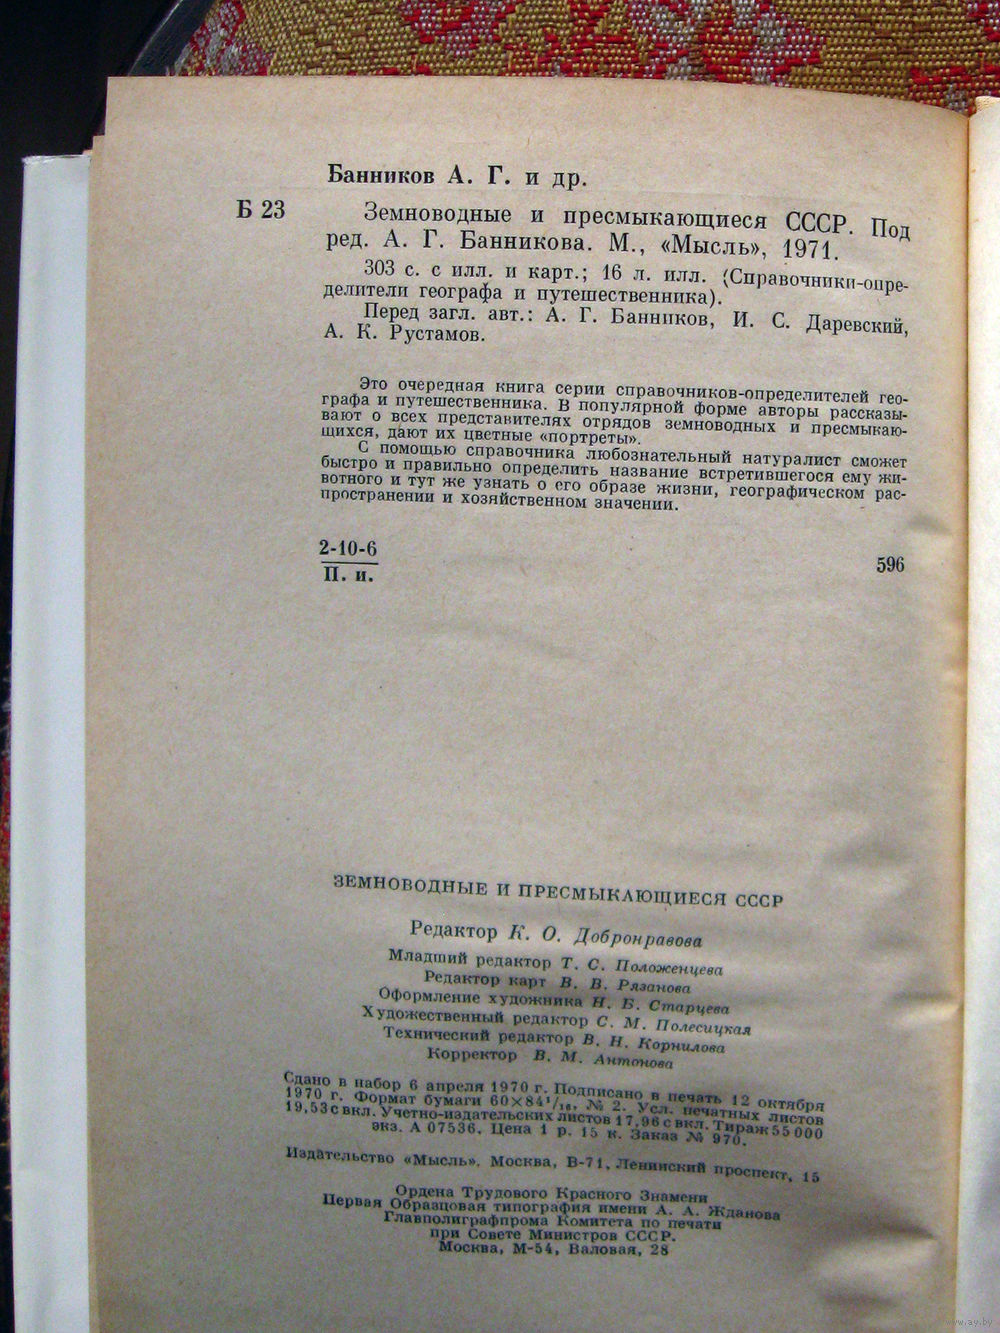 Банников А. Г. и др.
Б 23
Земноводные и пресмыкающиеся СССР. Под
ред. А. Г. Банникова. М., «Мысль», 1971.
303 с. с илл. и карт.; 16 л. илл. (Справочники-опре-
делители географа и путешественника).
Перед загл. авт.: А. Г. Банников, И. С. Даревский,
А. К. Рустамов.
Это очередная книга серии справочников-определителей гео-
графа и путешественника. В популярной форме авторы рассказы-
вают о всех представителях отрядов земноводных и пресмыкаю-
щихся, дают их цветные «портреты».
С помощью справочника любознательный натуралист сможет
быстро и правильно определить название встретившегося ему жи-
вотного и тут же узнать о его образе жизни, географическом рас-
пространении и хозяйственном значении.
2-10-6
П. и.
596
ЗЕМНОВОДНЫЕ И ПРЕСМЫКАЮЩИЕСЯ СССР
Редактор К. О. Добронравова
Младший редактор Т. С. Положенцева
Редактор карт В. В. Рязанова
Оформление художника Н. Б. Старцева
Художественный редактор С. М. Полесицкая
Технический редактор В. Н. Корнилова
Корректор В. М. Антонова
Сдано в набор 6 апреля 1970 г. Подписано в печать 12 октября
1970 г. Формат бумаги 60×84¹/₁₆, № 2. Усл. печатных листов
19,53 с вкл. Учетно-издательских листов 17,96 с вкл. Тираж 55 000
экз. А 07536. Цена 1 р. 15 к. Заказ № 970.
Издательство «Мысль». Москва, В-71, Ленинский проспект, 15
Ордена Трудового Красного Знамени
Первая Образцовая типография имени А. А. Жданова
Главполиграфпрома Комитета по печати
при Совете Министров СССР.
Москва, М-54, Валовая, 28
www.ay.by